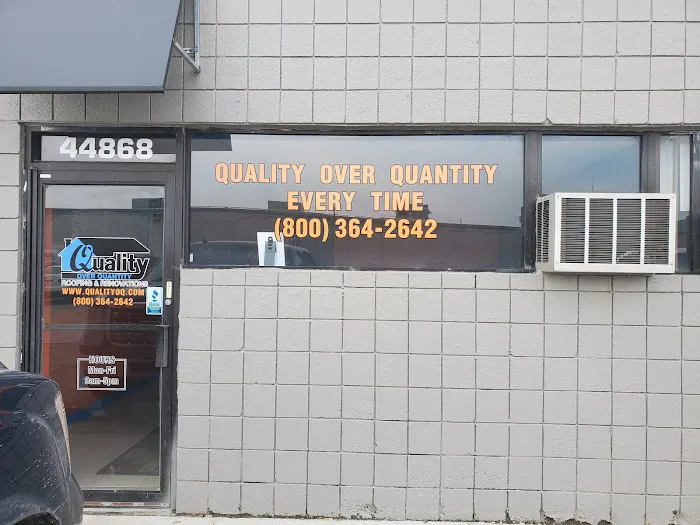 44868
QUALITY OVER QUANTITY
EVERY TIME
(800) 364-2642
Quality
OVER QUANTITY
ROOFING & RENOVATIONS
WWW.QUALITYOQ.COM
(800) 364-2642
HOURS
Mon-Fri
9am-5pm